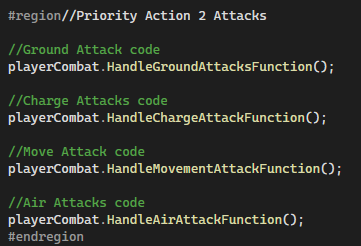 #region//Priority Action 2 Attacks
//Ground Attack code
playerCombat.HandleGroundAttacksFunction();
//Charge Attacks code
playerCombat.HandleChargeAttackFunction();
//Move Attack code
playerCombat.HandleMovementAttackFunction();
//Air Attacks code
playerCombat.HandleAirAttackFunction();
#endregion